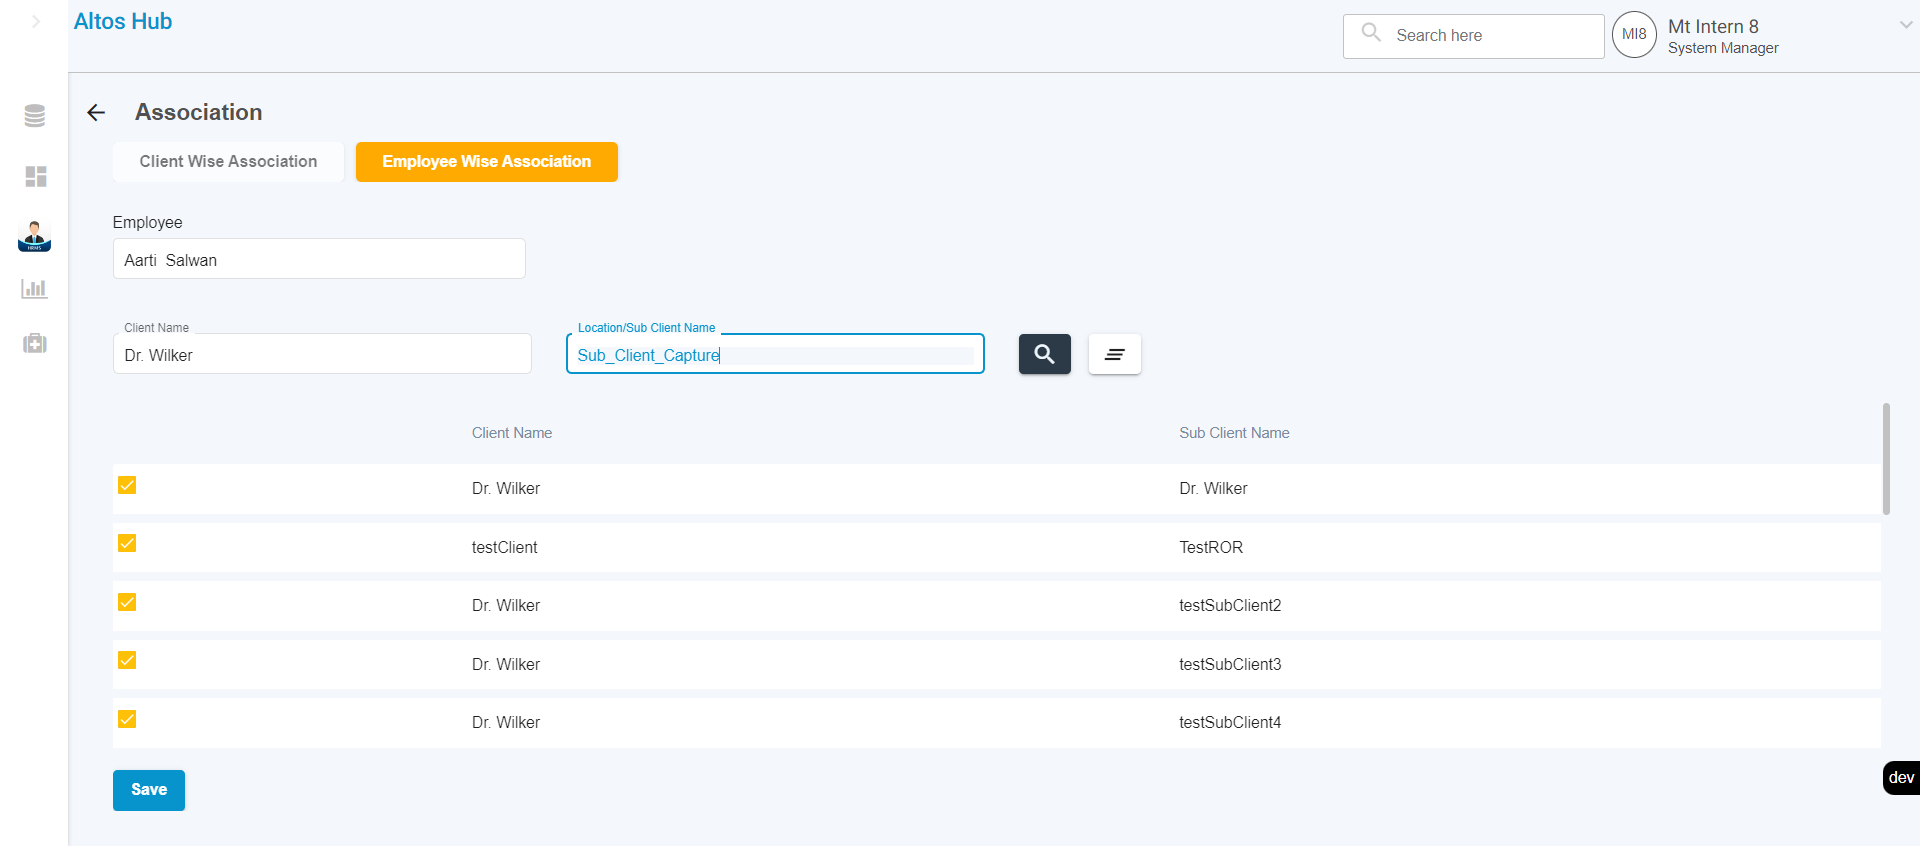 Altos Hub
Search here
MI8
Mt Intern 8
System Manager
Association
Client Wise Association
Employee Wise Association
Employee
Aarti  Salwan
HRMS
Client Name
Dr. Wilker
Location/Sub Client Name
Sub_Client_Capture
Client Name
Sub Client Name
Dr. Wilker
Dr. Wilker
testClient
TestROR
Dr. Wilker
testSubClient2
Dr. Wilker
testSubClient3
Dr. Wilker
testSubClient4
Save
dev